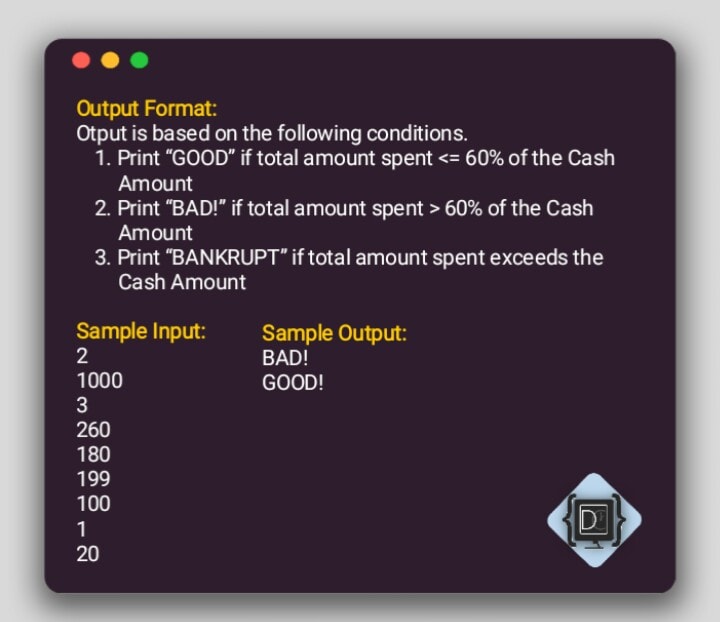 Output Format:
Otput is based on the following conditions.
1. Print “GOOD” if total amount spent <= 60% of the Cash
Amount
2. Print “BAD!” if total amount spent > 60% of the Cash
Amount
3. Print “BANKRUPT” if total amount spent exceeds the
Cash Amount
Sample Input:
2
1000
3
260
180
199
100
1
20
Sample Output:
BAD!
GOOD!